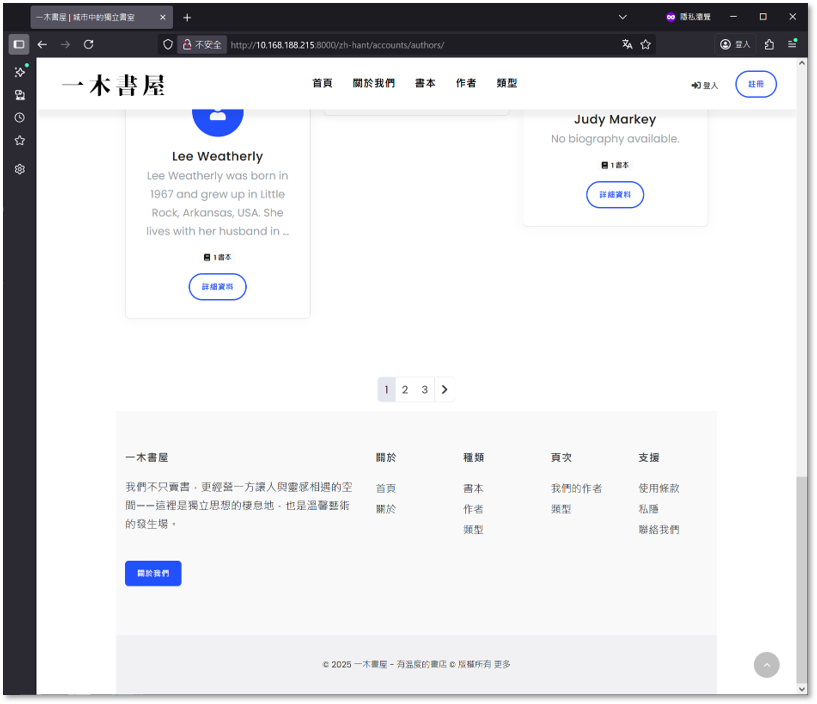 一木書屋 | 城市中的獨立書室
隱私瀏覽
不安全
http://10.168.188.215:8000/zh-hant/accounts/authors/
登入
一木書屋
首頁
關於我們
書本
作者
類型
登入
註冊
Lee Weatherly
Lee Weatherly was born in
1967 and grew up in Little
Rock, Arkansas, USA. She
lives with her husband in ...
1 書本
詳細資料
Judy Markey
No biography available.
1 書本
詳細資料
1 2 3
一木書屋
我們不只賣書，更經營一方讓人與靈感相遇的空
間——這裡是獨立思想的棲息地，也是溫馨藝術
的發生場。
關於我們
關於
首頁
關於
種類
書本
作者
類型
頁次
我們的作者
類型
支援
使用條款
私隱
聯絡我們
© 2025 一木書屋 - 有溫度的書店 © 版權所有 更多